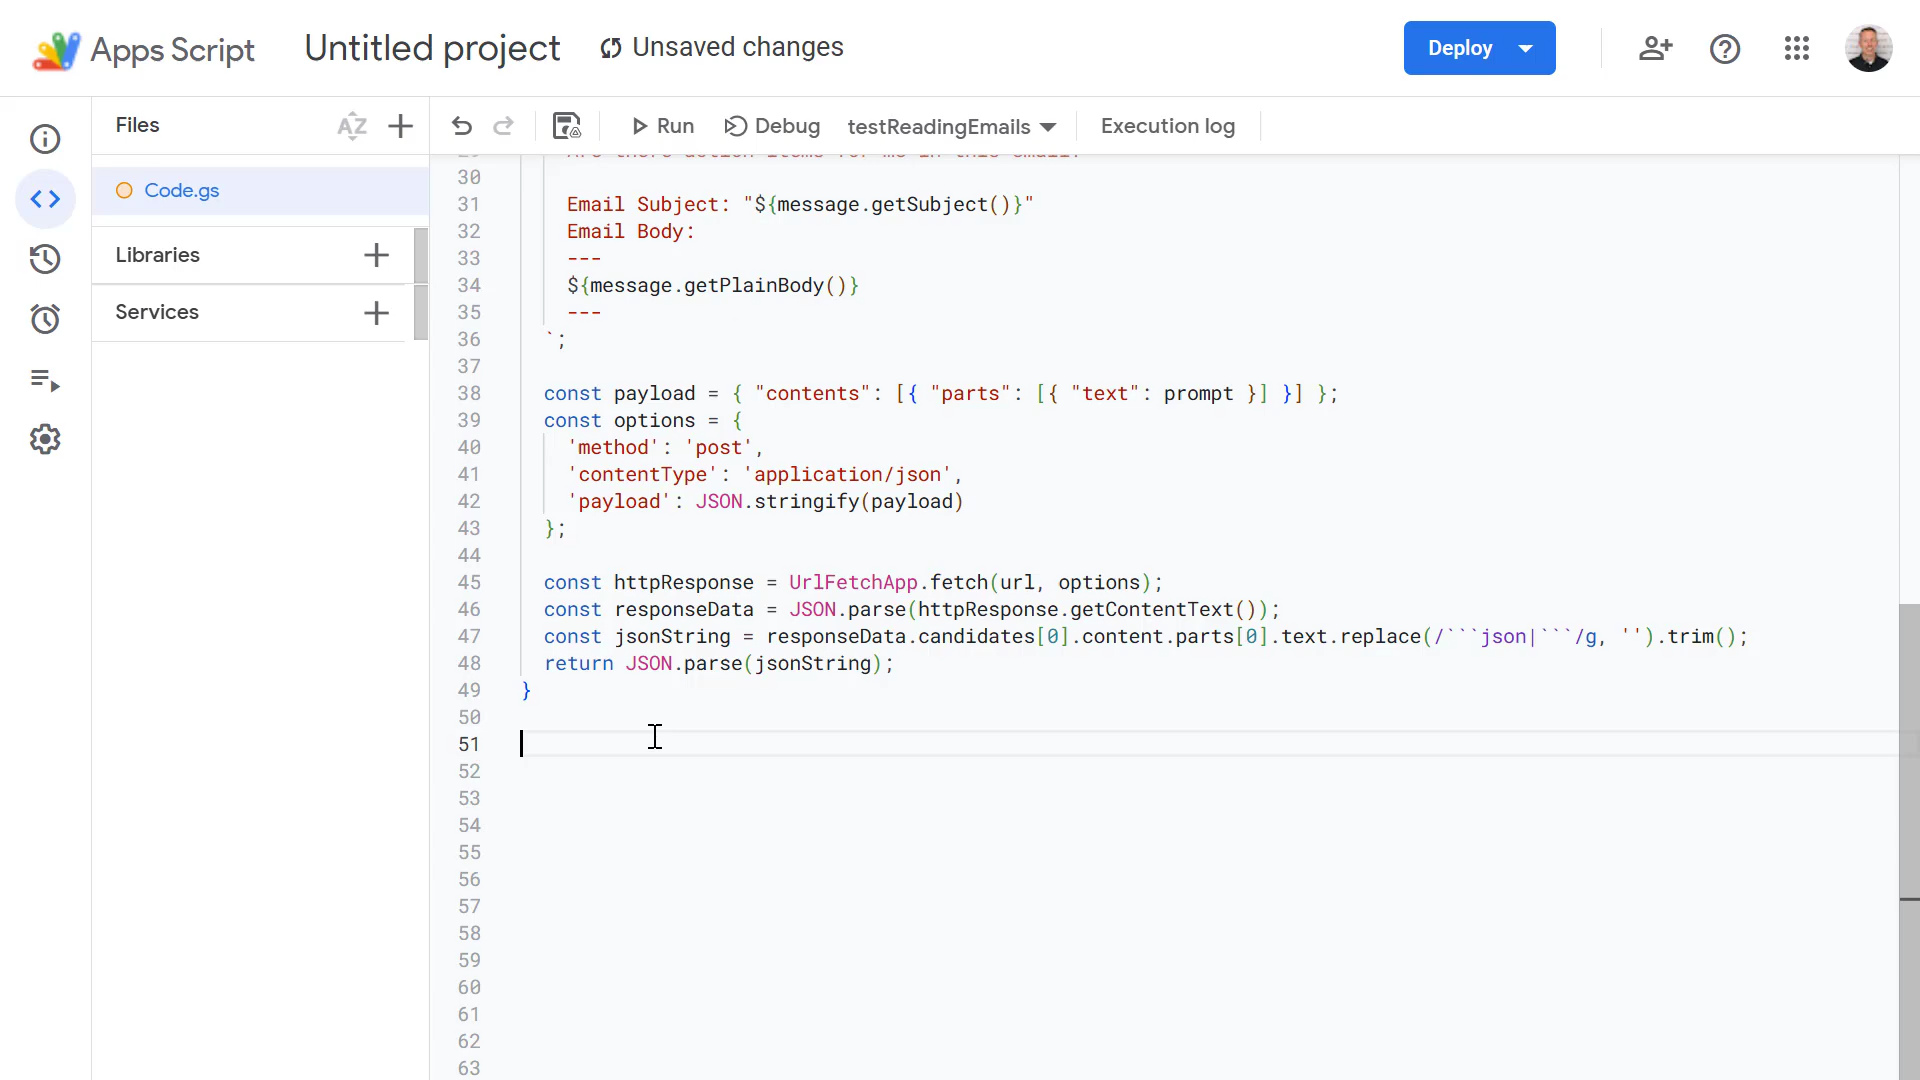 Apps Script
Untitled project
Unsaved changes
Deploy
Files
AZ
Run
Debug
testReadingEmails
Execution log
Code.gs
Libraries
Services
30
31 Email Subject: "${message.getSubject()}"
32 Email Body:
33 ---
34 ${message.getPlainBody()}
35 ---
36 `;
37
38 const payload = { "contents": [{ "parts": [{ "text": prompt }] }] };
39 const options = {
40 'method': 'post',
41 'contentType': 'application/json',
42 'payload': JSON.stringify(payload)
43 };
44
45 const httpResponse = UrlFetchApp.fetch(url, options);
46 const responseData = JSON.parse(httpResponse.getContentText());
47 const jsonString = responseData.candidates[0].content.parts[0].text.replace(/```json|```/g, '').trim();
48 return JSON.parse(jsonString);
49 }
50
51
52
53
54
55
56
57
58
59
60
61
62
63